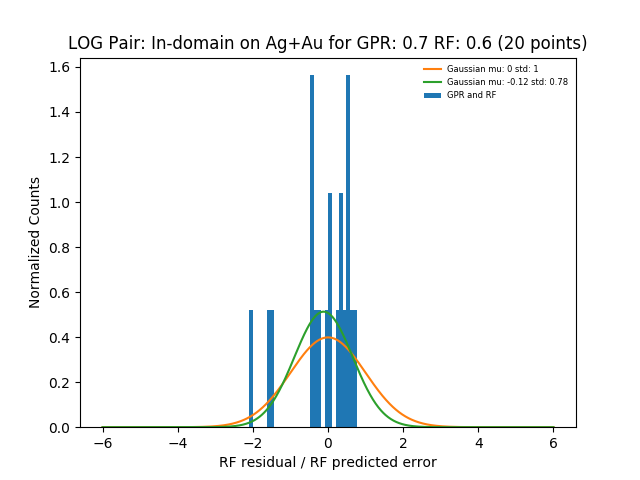 LOG Pair: In-domain on Ag+Au for GPR: 0.7 RF: 0.6 (20 points)
Gaussian mu: 0 std: 1
Gaussian mu: -0.12 std: 0.78
GPR and RF
Normalized Counts
1.6
1.4
1.2
1.0
0.8
0.6
0.4
0.2
0.0
−6 −4 −2 0 2 4 6
RF residual / RF predicted error